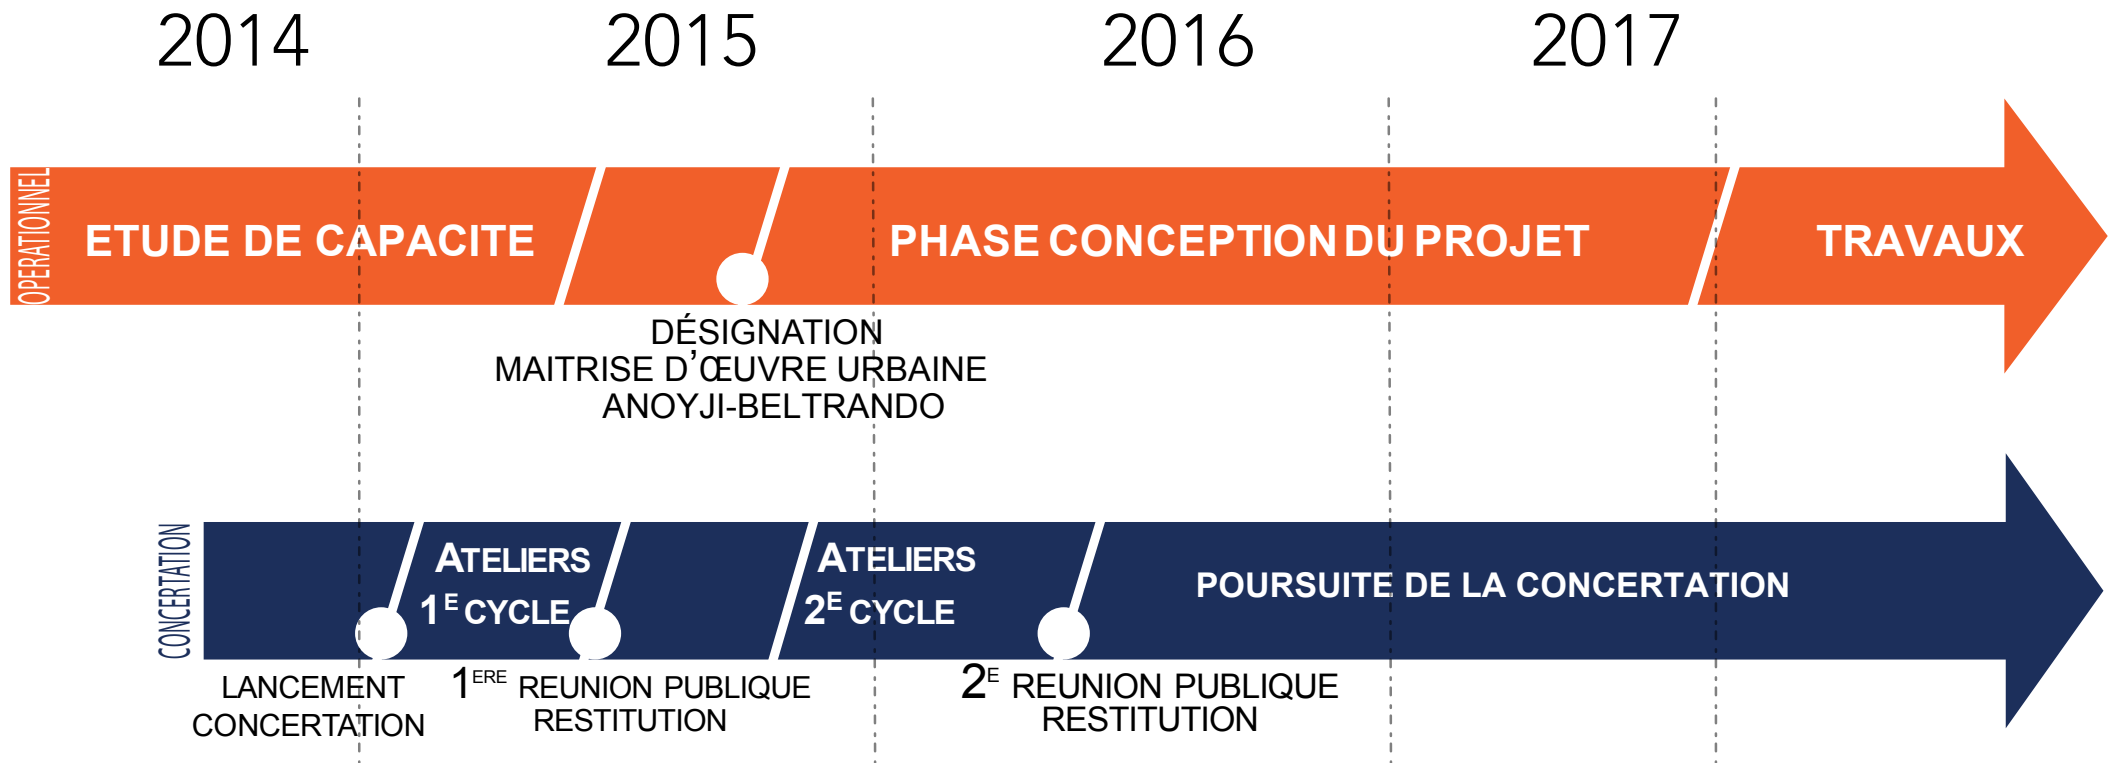 2014 2015 2016 2017
OPERATIONNEL
ETUDE DE CAPACITE
PHASE CONCEPTION DU PROJET
TRAVAUX
DÉSIGNATION
MAITRISE D’ŒUVRE URBAINE
ANOYJI-BELTRANDO
CONCERTATION
ATELIERS
1E CYCLE
ATELIERS
2E CYCLE
POURSUITE DE LA CONCERTATION
LANCEMENT
CONCERTATION
1ERE REUNION PUBLIQUE
RESTITUTION
2E REUNION PUBLIQUE
RESTITUTION